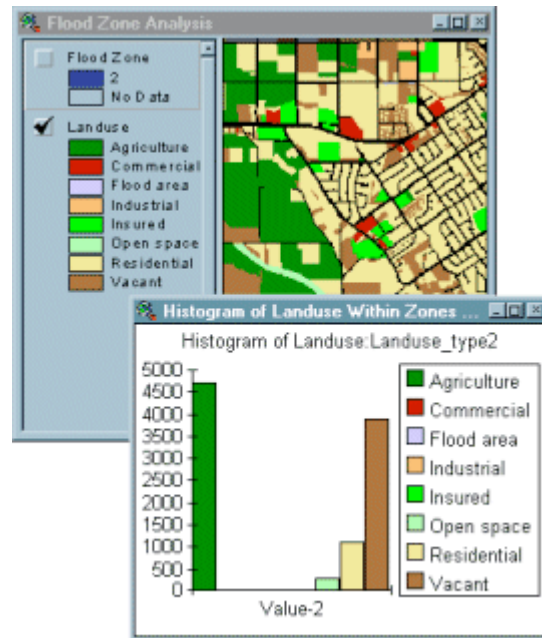 Flood Zone Analysis
Flood Zone
2
No Data
Landuse
Agriculture
Commercial
Flood area
Industrial
Insured
Open space
Residential
Vacant
Histogram of Landuse Within Zones ...
Histogram of Landuse:Landuse_type2
5000
4500
4000
3500
3000
2500
2000
1500
1000
500
0
Value-2
Agriculture
Commercial
Flood area
Industrial
Insured
Open space
Residential
Vacant